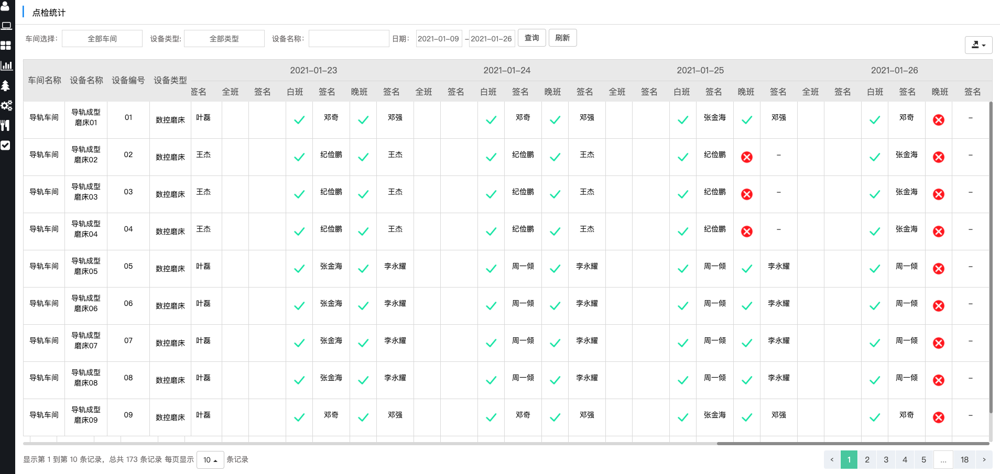 点检统计
车间选择： 全部车间 设备类型: 全部类型 设备名称： 日期： 2021-01-09 - 2021-01-26 查询 刷新
2021-01-23 2021-01-24 2021-01-25 2021-01-26
车间名称 设备名称 设备编号 设备类型
签名 全班 签名 白班 签名 晚班 签名 全班 签名 白班 签名 晚班 签名 全班 签名 白班 签名 晚班 签名 全班 签名 白班 签名 晚班 签名
导轨车间 导轨成型 01 数控磨床 叶磊 邓奇 邓强 邓奇 邓强 张金海 邓强 邓奇 -
磨床01
导轨车间 导轨成型 02 数控磨床 王杰 纪俭鹏 王杰 纪俭鹏 王杰 纪俭鹏 - 张金海 -
磨床02
导轨车间 导轨成型 03 数控磨床 王杰 纪俭鹏 王杰 纪俭鹏 王杰 纪俭鹏 - 张金海 -
磨床03
导轨车间 导轨成型 04 数控磨床 王杰 纪俭鹏 王杰 纪俭鹏 王杰 纪俭鹏 - 张金海 -
磨床04
导轨车间 导轨成型 05 数控磨床 叶磊 张金海 李永耀 周一倾 李永耀 周一倾 李永耀 周一倾 -
磨床05
导轨车间 导轨成型 06 数控磨床 叶磊 张金海 李永耀 周一倾 李永耀 周一倾 李永耀 周一倾 -
磨床06
导轨车间 导轨成型 07 数控磨床 叶磊 张金海 李永耀 周一倾 李永耀 周一倾 李永耀 周一倾 -
磨床07
导轨车间 导轨成型 08 数控磨床 叶磊 张金海 李永耀 周一倾 李永耀 周一倾 李永耀 周一倾 -
磨床08
导轨车间 导轨成型 09 数控磨床 叶磊 邓奇 邓强 邓奇 邓强 张金海 邓强 邓奇 -
磨床09
显示第 1 到第 10 条记录，总共 173 条记录 每页显示 10 条记录 ‹ 1 2 3 4 5 ... 18 ›